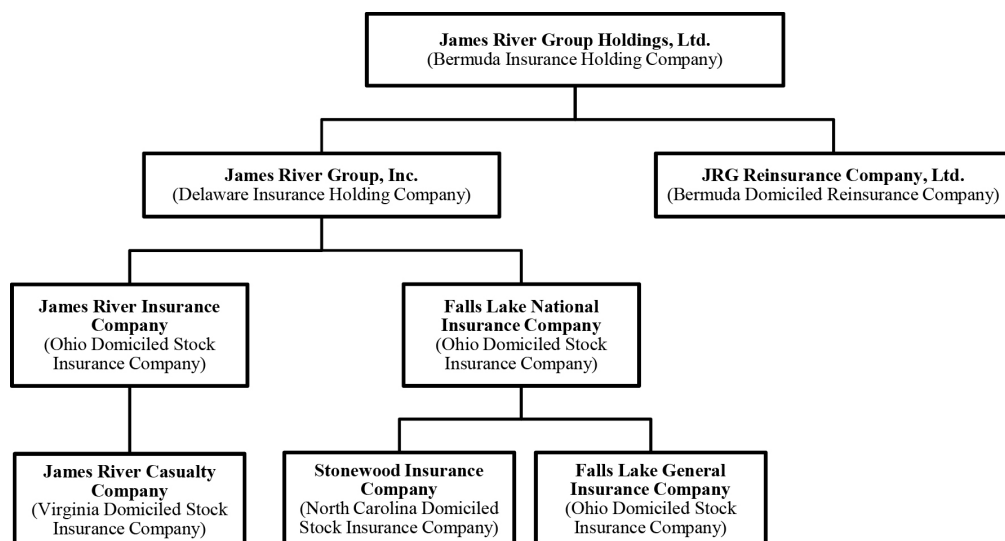 James River Group Holdings, Ltd.
(Bermuda Insurance Holding Company)
James River Group, Inc.
(Delaware Insurance Holding Company)
JRG Reinsurance Company, Ltd.
(Bermuda Domiciled Reinsurance Company)
James River Insurance
Company
(Ohio Domiciled Stock
Insurance Company)
Falls Lake National
Insurance Company
(Ohio Domiciled Stock
Insurance Company)
James River Casualty
Company
(Virginia Domiciled Stock
Insurance Company)
Stonewood Insurance
Company
(North Carolina Domiciled
Stock Insurance Company)
Falls Lake General
Insurance Company
(Ohio Domiciled Stock
Insurance Company)